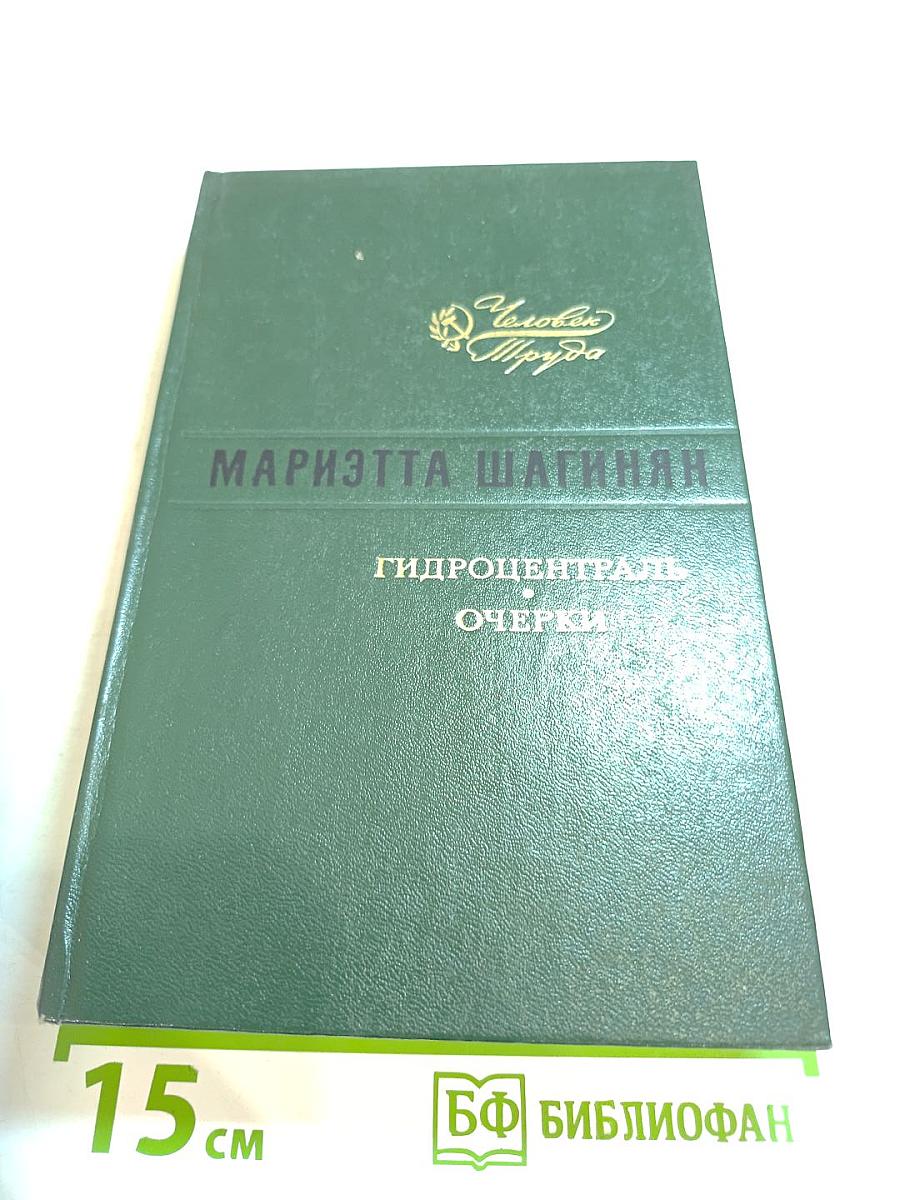 Человек
Труда
МАРИЭТТА ШАГИНЯН
ГИДРОЦЕНТРАЛЬ
•
ОЧЕРКИ
15 см
БФ БИБЛИОФАН